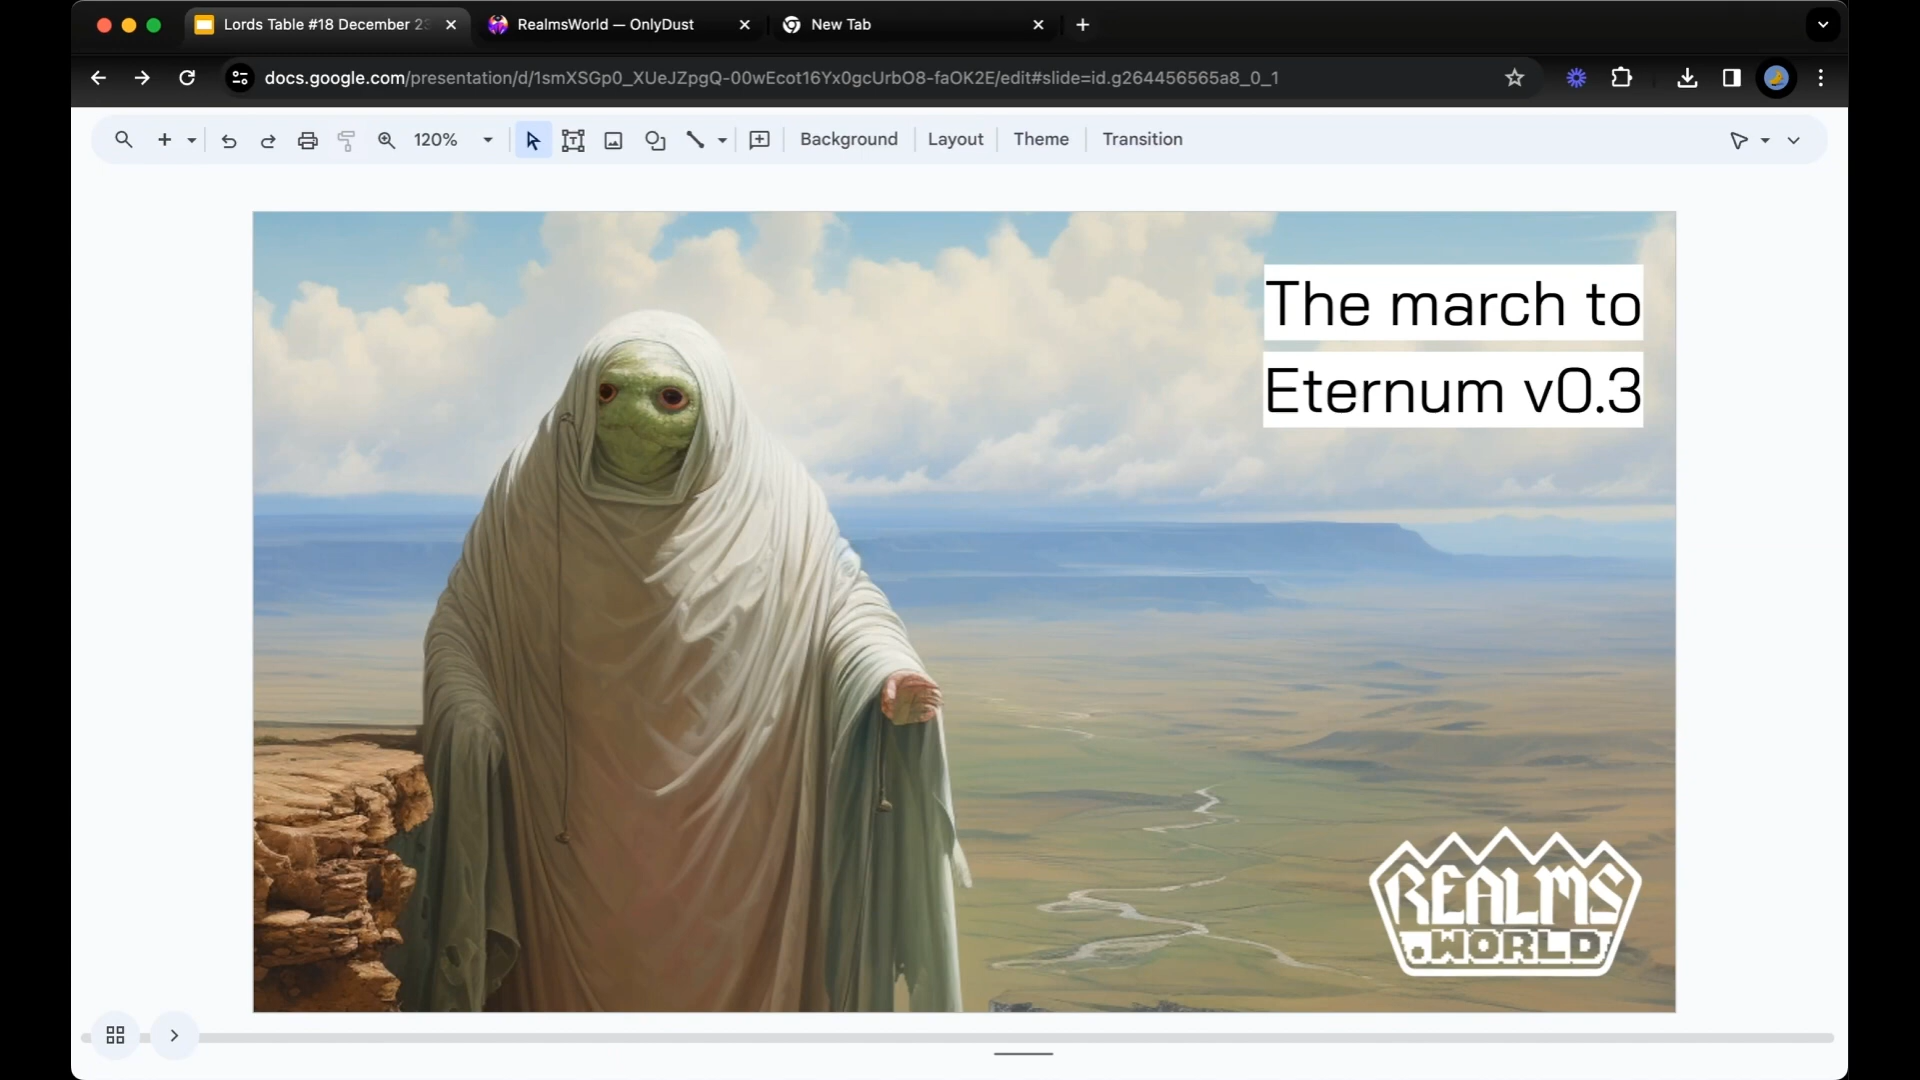 Lords Table #18 December 23
RealmsWorld — OnlyDust
New Tab
docs.google.com/presentation/d/1smXSGp0_XUeJZpgQ-00wEcot16Yx0gcUrbO8-faOK2E/edit#slide=id.g264456565a8_0_1
120%
Background
Layout
Theme
Transition
The march to
Eternum v0.3
REALMS
.WORLD